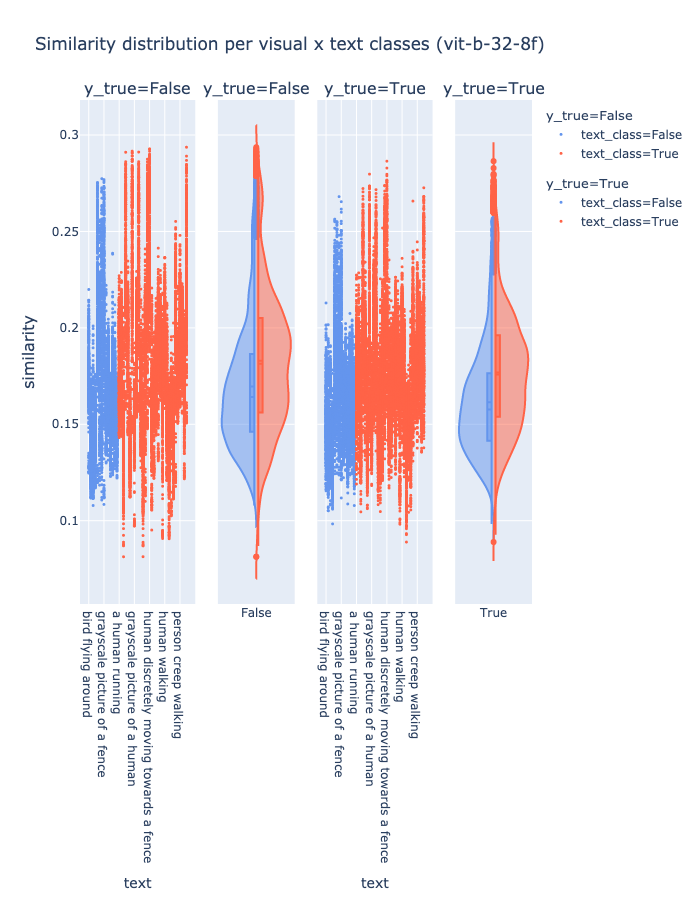 Similarity distribution per visual x text classes (vit-b-32-8f)
y_true=False
y_true=False
y_true=True
y_true=True
y_true=False
text_class=False
text_class=True
y_true=True
text_class=False
text_class=True
similarity
0.3
0.25
0.2
0.15
0.1
bird flying around
grayscale picture of a fence
a human running
grayscale picture of a human
human discretely moving towards a fence
human walking
person creep walking
False
bird flying around
grayscale picture of a fence
a human running
grayscale picture of a human
human discretely moving towards a fence
human walking
person creep walking
True
text
text